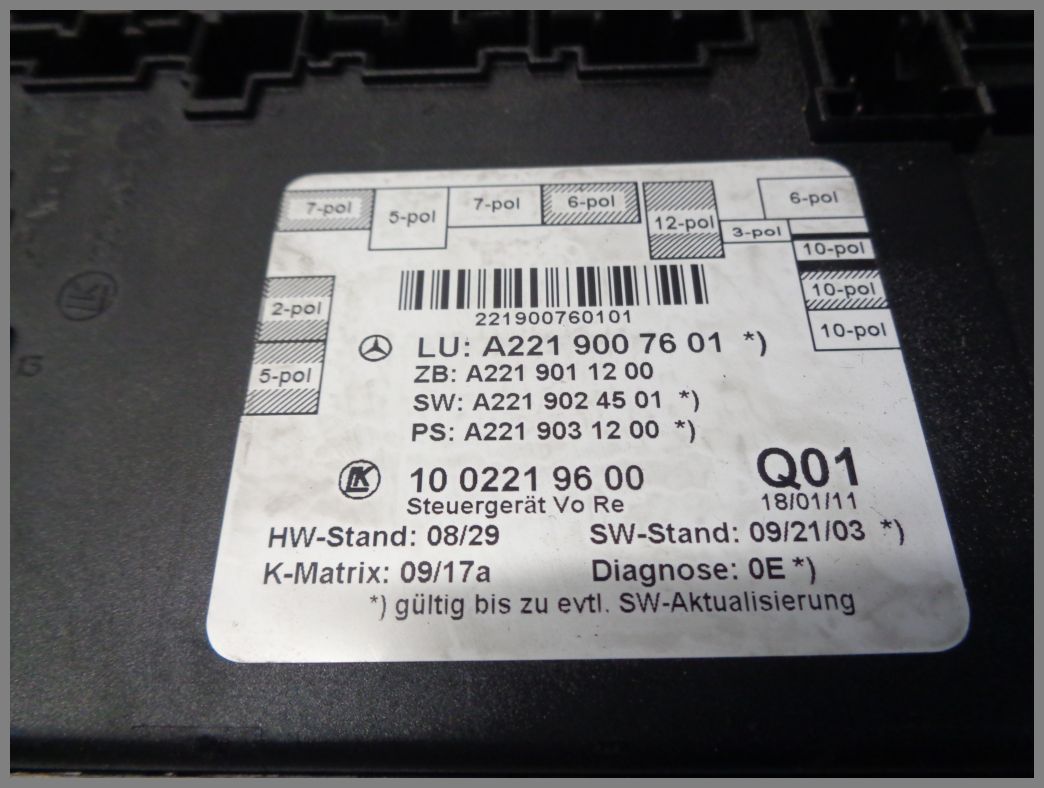 7-pol
5-pol
7-pol
6-pol
12-pol
3-pol
6-pol
10-pol
10-pol
10-pol
2-pol
5-pol
221900760101
LU: A221 900 76 01 *)
ZB: A221 901 12 00
SW: A221 902 45 01 *)
PS: A221 903 12 00 *)
LK 10 0221 96 00
Q01
Steuergerät Vo Re
18/01/11
HW-Stand: 08/29 SW-Stand: 09/21/03 *)
K-Matrix: 09/17a Diagnose: 0E *)
*) gültig bis zu evtl. SW-Aktualisierung
LK